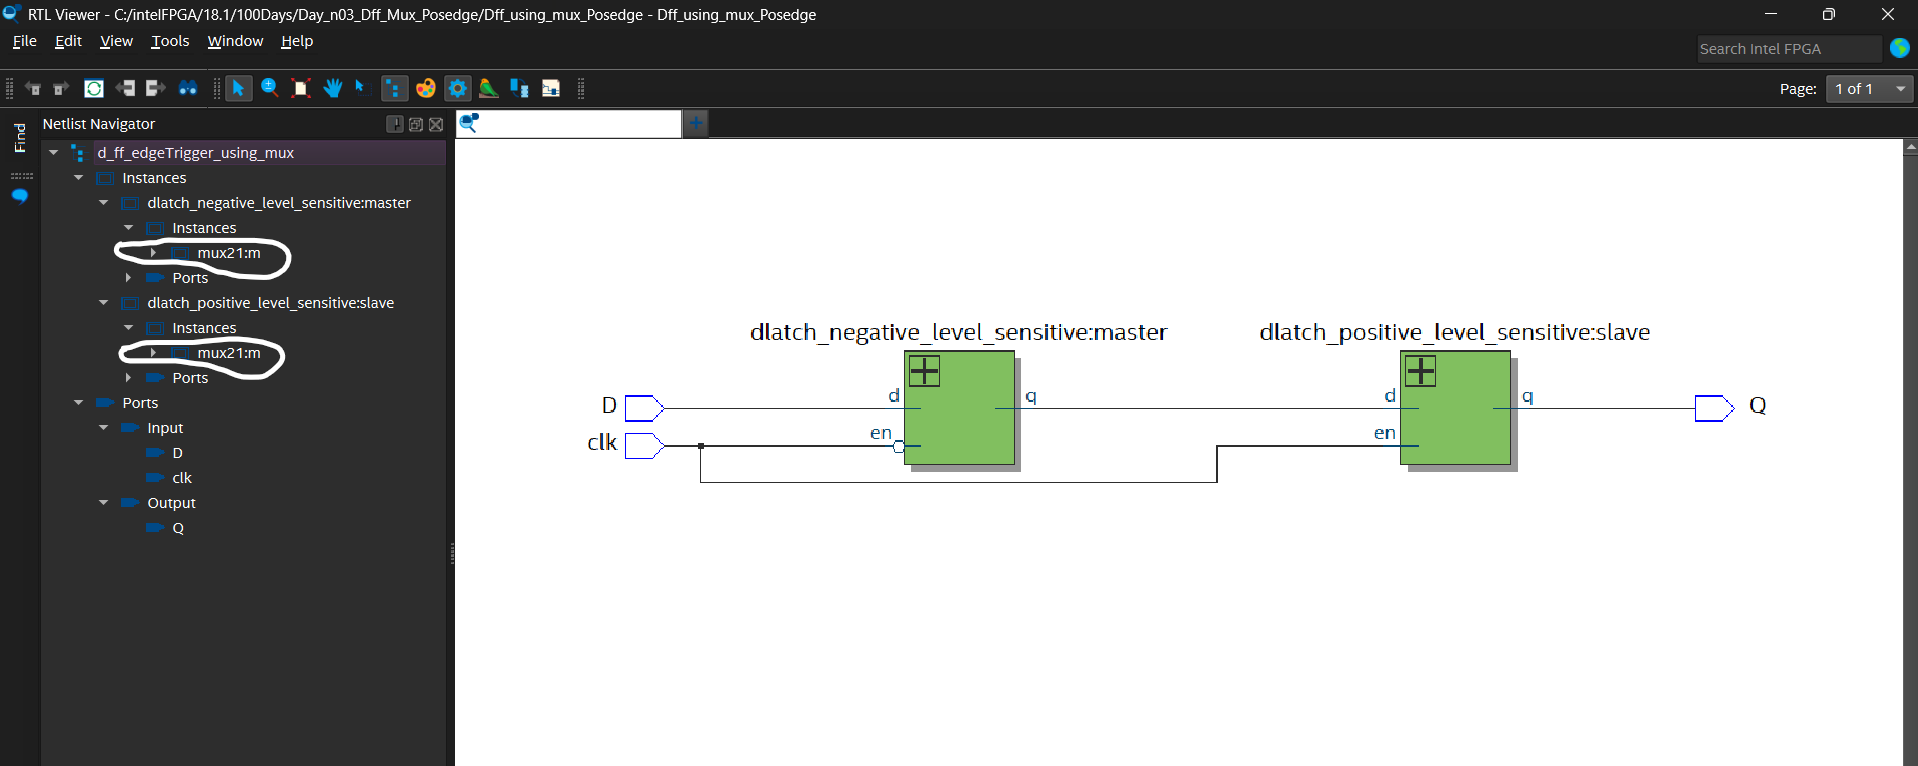 RTL Viewer - C:/intelFPGA/18.1/100Days/Day_n03_Dff_Mux_Posedge/Dff_using_mux_Posedge - Dff_using_mux_Posedge
File Edit View Tools Window Help
Search Intel FPGA
Page: 1 of 1
Find
Netlist Navigator
d_ff_edgeTrigger_using_mux
Instances
dlatch_negative_level_sensitive:master
Instances
mux21:m
Ports
dlatch_positive_level_sensitive:slave
Instances
mux21:m
Ports
Ports
Input
D
clk
Output
Q
dlatch_negative_level_sensitive:master dlatch_positive_level_sensitive:slave
D d q d q Q
clk en en